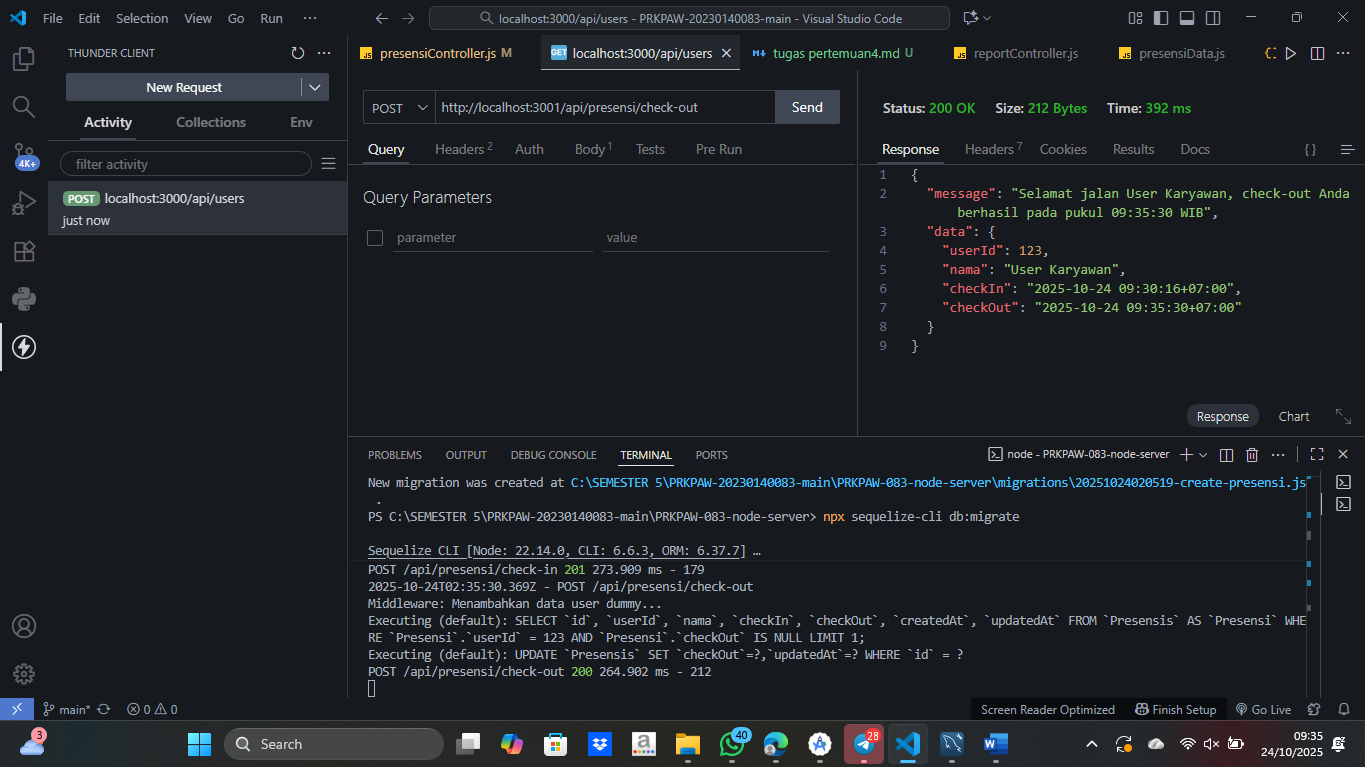 File Edit Selection View Go Run ···
localhost:3000/api/users - PRKPAW-20230140083-main - Visual Studio Code
THUNDER CLIENT
New Request
Activity Collections Env
filter activity
POST localhost:3000/api/users
just now
4K+
presensiController.js M
GET localhost:3000/api/users
tugas pertemuan4.md U
reportController.js
presensiData.js
POST http://localhost:3001/api/presensi/check-out Send
Query Headers 2 Auth Body 1 Tests Pre Run
Query Parameters
parameter value
Status: 200 OK Size: 212 Bytes Time: 392 ms
Response Headers 7 Cookies Results Docs { }
1 {
2 "message": "Selamat jalan User Karyawan, check-out Anda
berhasil pada pukul 09:35:30 WIB",
3 "data": {
4 "userId": 123,
5 "nama": "User Karyawan",
6 "checkIn": "2025-10-24 09:30:16+07:00",
7 "checkOut": "2025-10-24 09:35:30+07:00"
8 }
9 }
Response Chart
PROBLEMS OUTPUT DEBUG CONSOLE TERMINAL PORTS
node - PRKPAW-083-node-server
New migration was created at C:\SEMESTER 5\PRKPAW-20230140083-main\PRKPAW-083-node-server\migrations\20251024020519-create-presensi.js
.
PS C:\SEMESTER 5\PRKPAW-20230140083-main\PRKPAW-083-node-server> npx sequelize-cli db:migrate
Sequelize CLI [Node: 22.14.0, CLI: 6.6.3, ORM: 6.37.7] …
POST /api/presensi/check-in 201 273.909 ms - 179
2025-10-24T02:35:30.369Z - POST /api/presensi/check-out
Middleware: Menambahkan data user dummy...
Executing (default): SELECT `id`, `userId`, `nama`, `checkIn`, `checkOut`, `createdAt`, `updatedAt` FROM `Presensis` AS `Presensi` WHE
RE `Presensi`.`userId` = 123 AND `Presensi`.`checkOut` IS NULL LIMIT 1;
Executing (default): UPDATE `Presensis` SET `checkOut`=?,`updatedAt`=? WHERE `id` = ?
POST /api/presensi/check-out 200 264.902 ms - 212
main* 0 0
Screen Reader Optimized Finish Setup Go Live
3
Search
a
40
28
09:35
24/10/2025